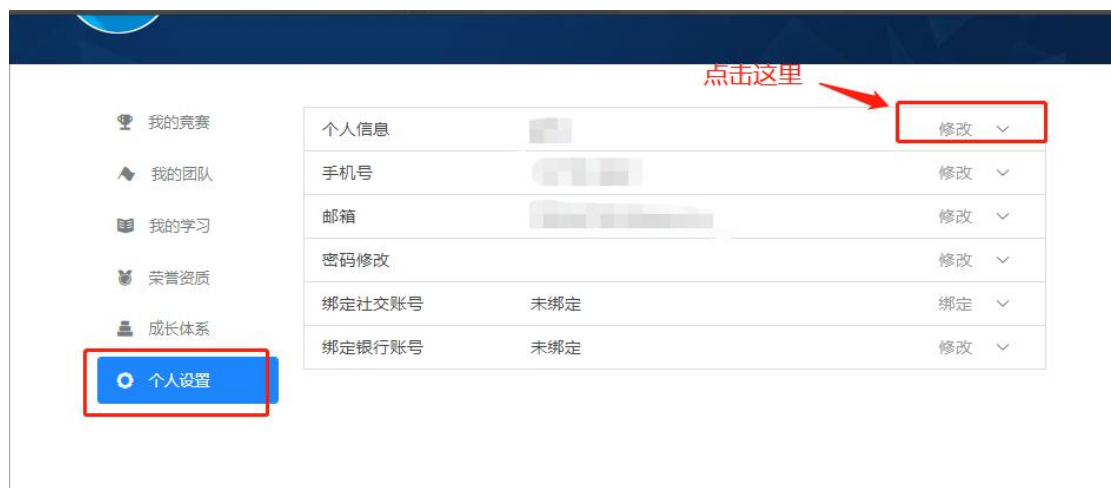 点击这里
我的竞赛
我的团队
我的学习
荣誉资质
成长体系
个人设置
个人信息 修改
手机号 修改
邮箱 修改
密码修改 修改
绑定社交账号 未绑定 绑定
绑定银行账号 未绑定 修改